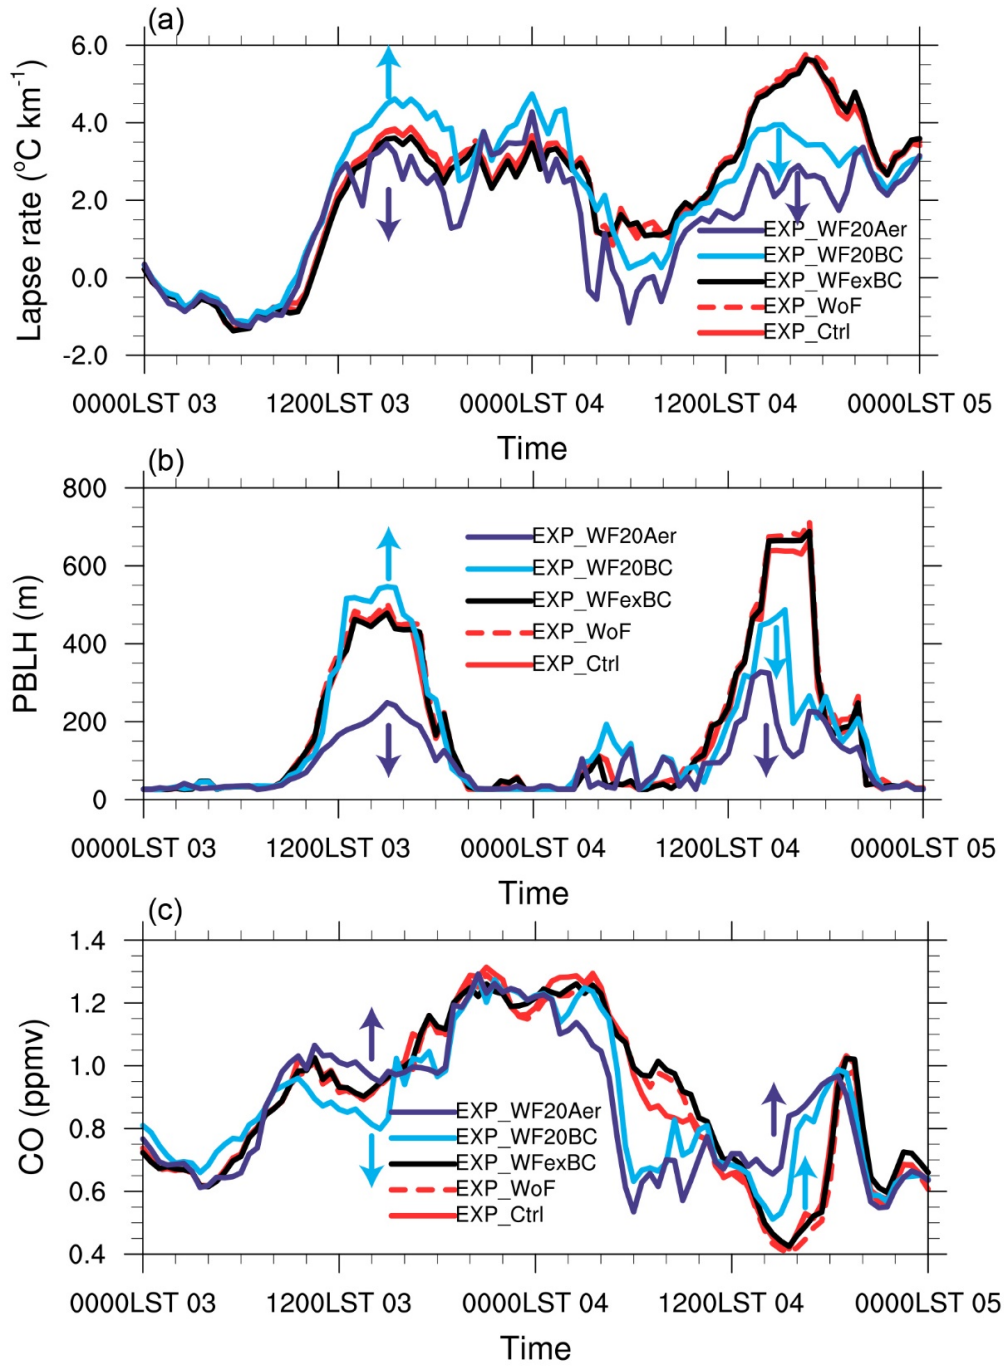 (a)
6.0
4.0
2.0
0.0
-2.0
Lapse rate (°C km⁻¹)
EXP_WF20Aer
EXP_WF20BC
EXP_WFexBC
EXP_WoF
EXP_Ctrl
0000LST 03 1200LST 03 0000LST 04 1200LST 04 0000LST 05
Time
(b)
800
600
400
200
0
PBLH (m)
EXP_WF20Aer
EXP_WF20BC
EXP_WFexBC
EXP_WoF
EXP_Ctrl
0000LST 03 1200LST 03 0000LST 04 1200LST 04 0000LST 05
Time
(c)
1.4
1.2
1.0
0.8
0.6
0.4
CO (ppmv)
EXP_WF20Aer
EXP_WF20BC
EXP_WFexBC
EXP_WoF
EXP_Ctrl
0000LST 03 1200LST 03 0000LST 04 1200LST 04 0000LST 05
Time